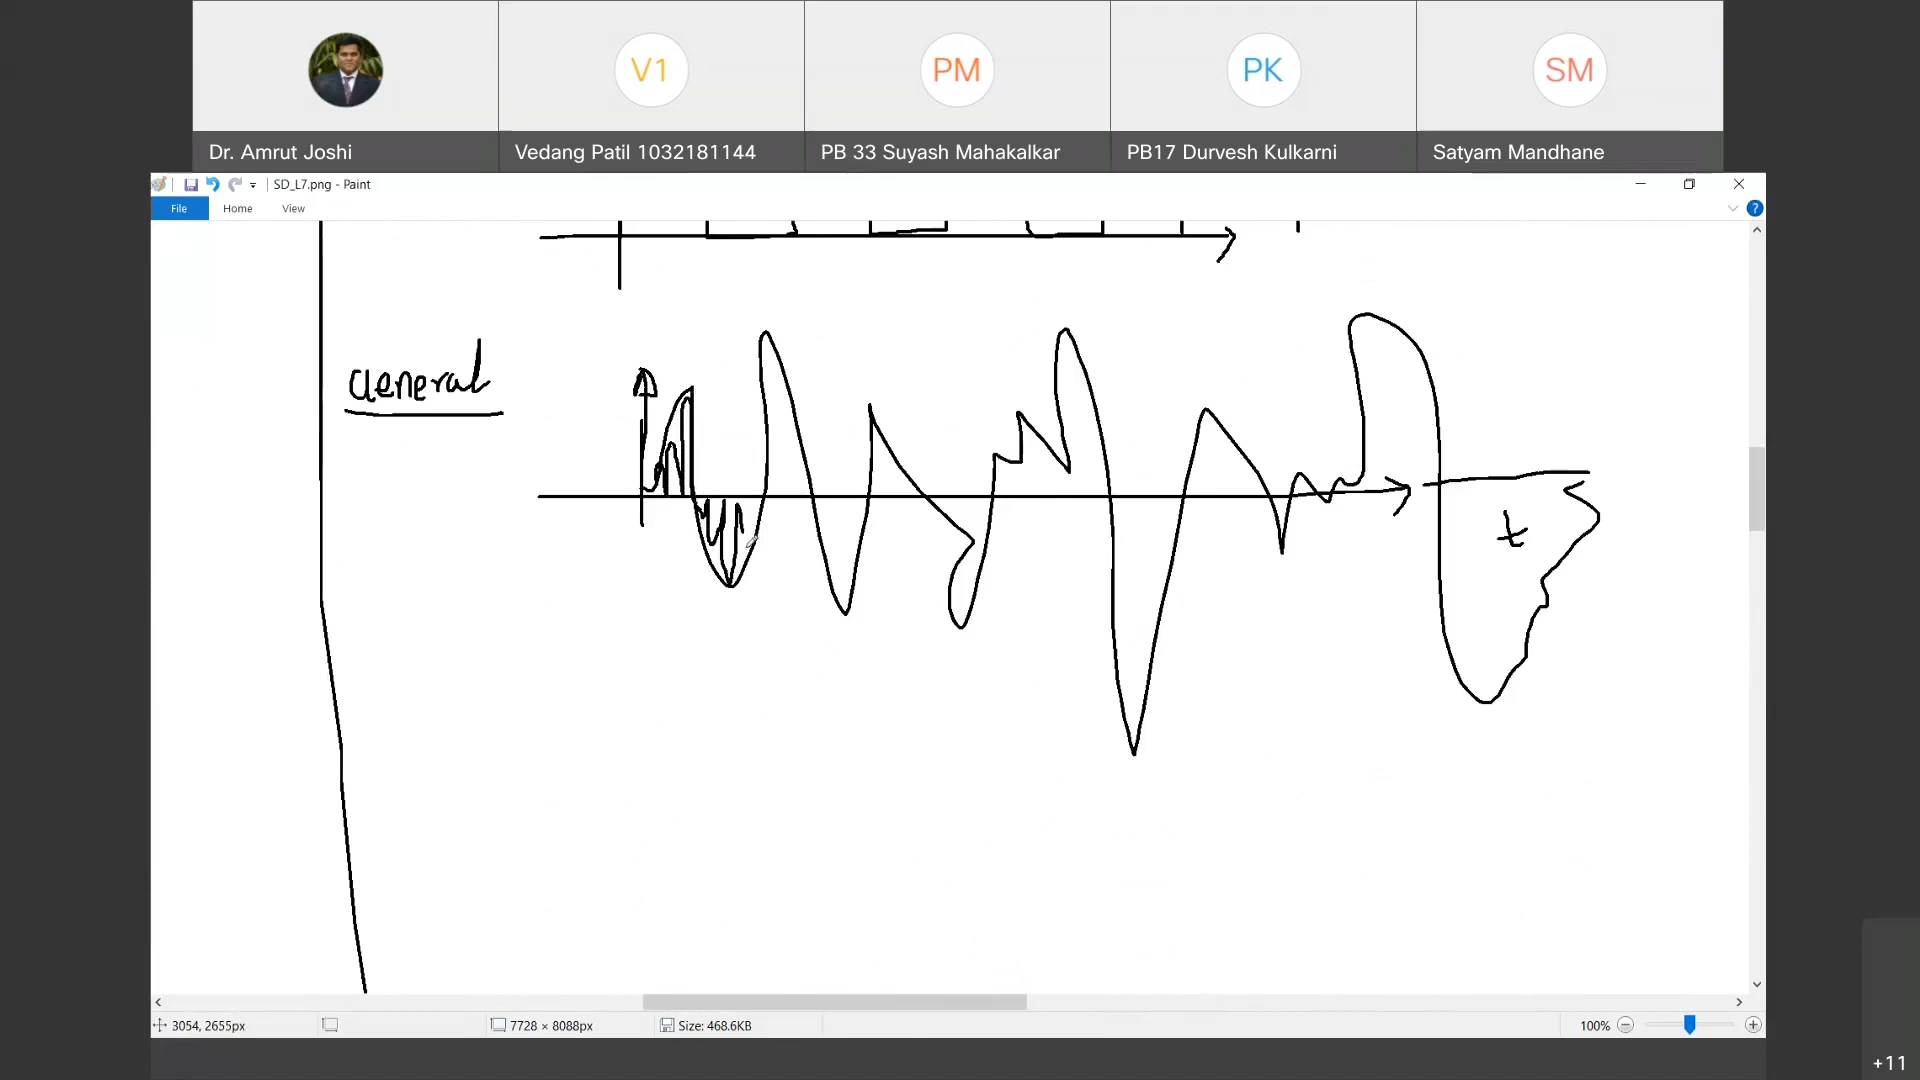 V1
PM
PK
SM
Dr. Amrut Joshi
Vedang Patil 1032181144
PB 33 Suyash Mahakalkar
PB17 Durvesh Kulkarni
Satyam Mandhane
SD_L7.png - Paint
File Home View
General
t
3054, 2655px
7728 × 8088px
Size: 468.6KB
100%
+11